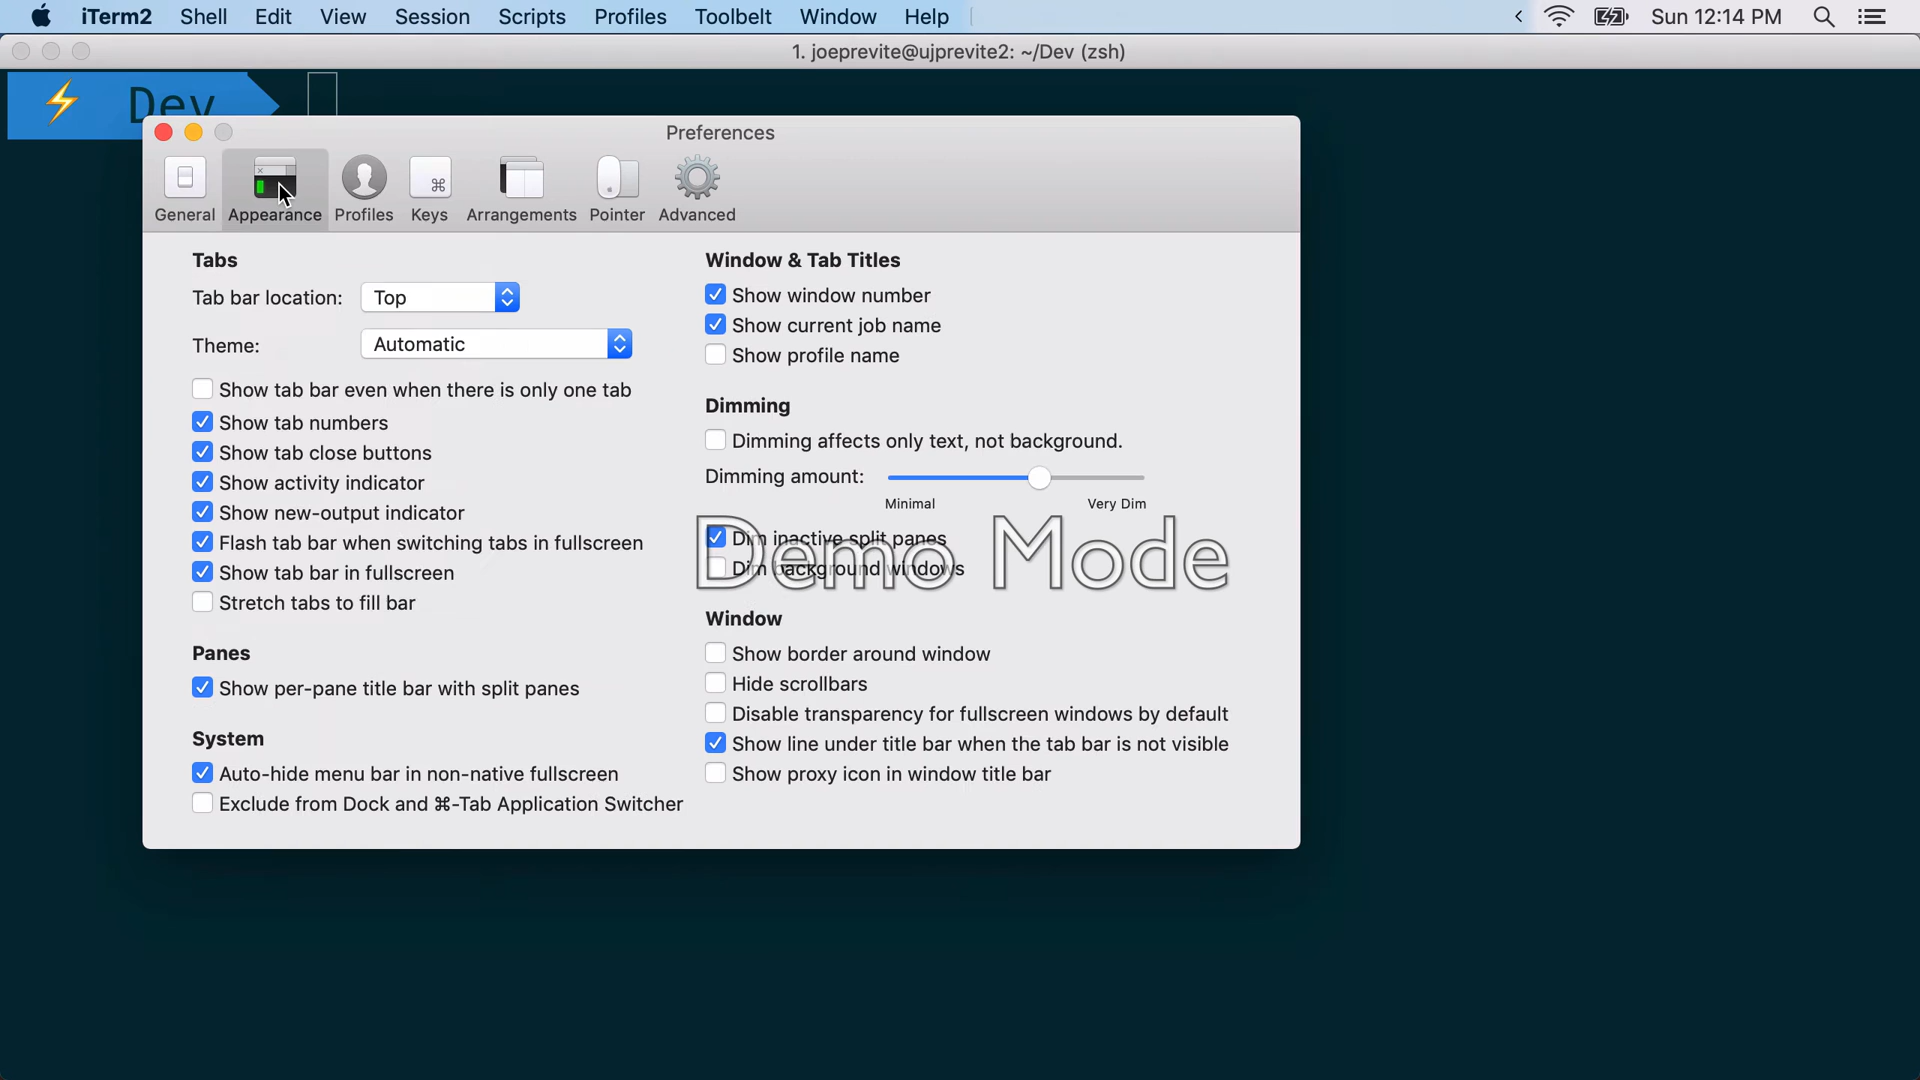 iTerm2 Shell Edit View Session Scripts Profiles Toolbelt Window Help Sun 12:14 PM
1. joeprevite@ujprevite2: ~/Dev (zsh)
⚡ Dev
Preferences
General Appearance Profiles Keys Arrangements Pointer Advanced
Tabs
Tab bar location: Top
Theme: Automatic
Show tab bar even when there is only one tab
Show tab numbers
Show tab close buttons
Show activity indicator
Show new-output indicator
Flash tab bar when switching tabs in fullscreen
Show tab bar in fullscreen
Stretch tabs to fill bar
Panes
Show per-pane title bar with split panes
System
Auto-hide menu bar in non-native fullscreen
Exclude from Dock and ⌘-Tab Application Switcher
Window & Tab Titles
Show window number
Show current job name
Show profile name
Dimming
Dimming affects only text, not background.
Dimming amount:
Minimal Very Dim
Dim inactive split panes
Dim background windows
Demo Mode
Window
Show border around window
Hide scrollbars
Disable transparency for fullscreen windows by default
Show line under title bar when the tab bar is not visible
Show proxy icon in window title bar